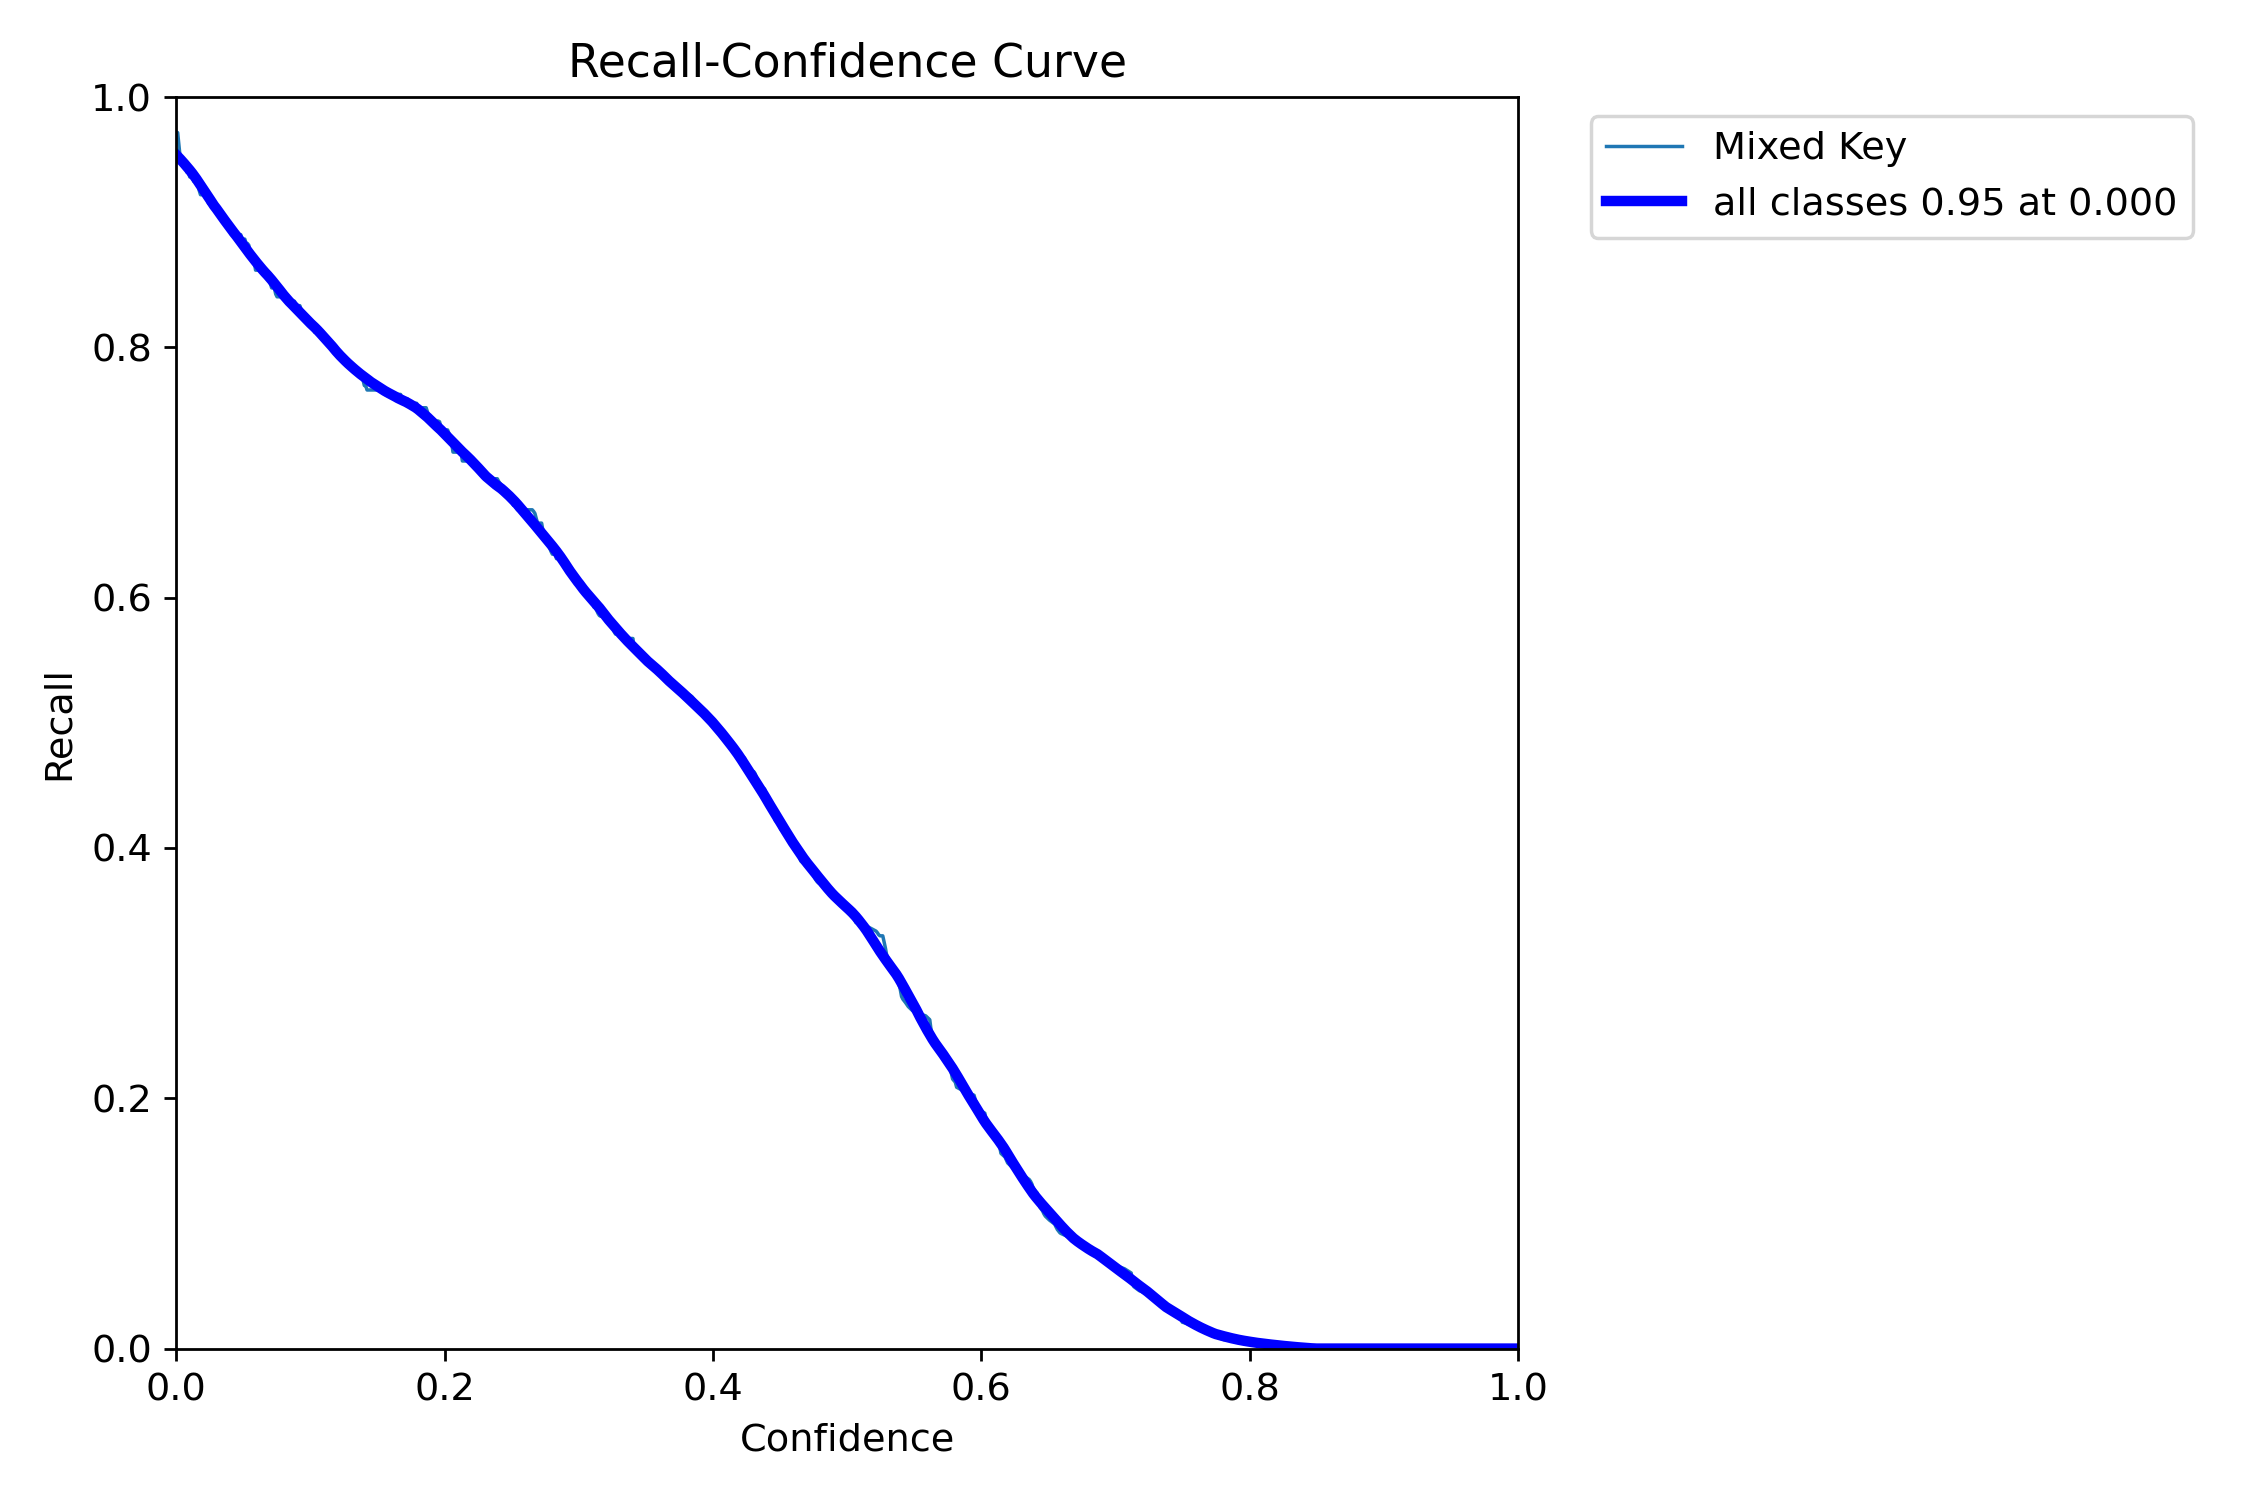 Recall-Confidence Curve
Mixed Key
all classes 0.95 at 0.000
1.0
0.8
0.6
0.4
0.2
0.0
Recall
0.0 0.2 0.4 0.6 0.8 1.0
Confidence